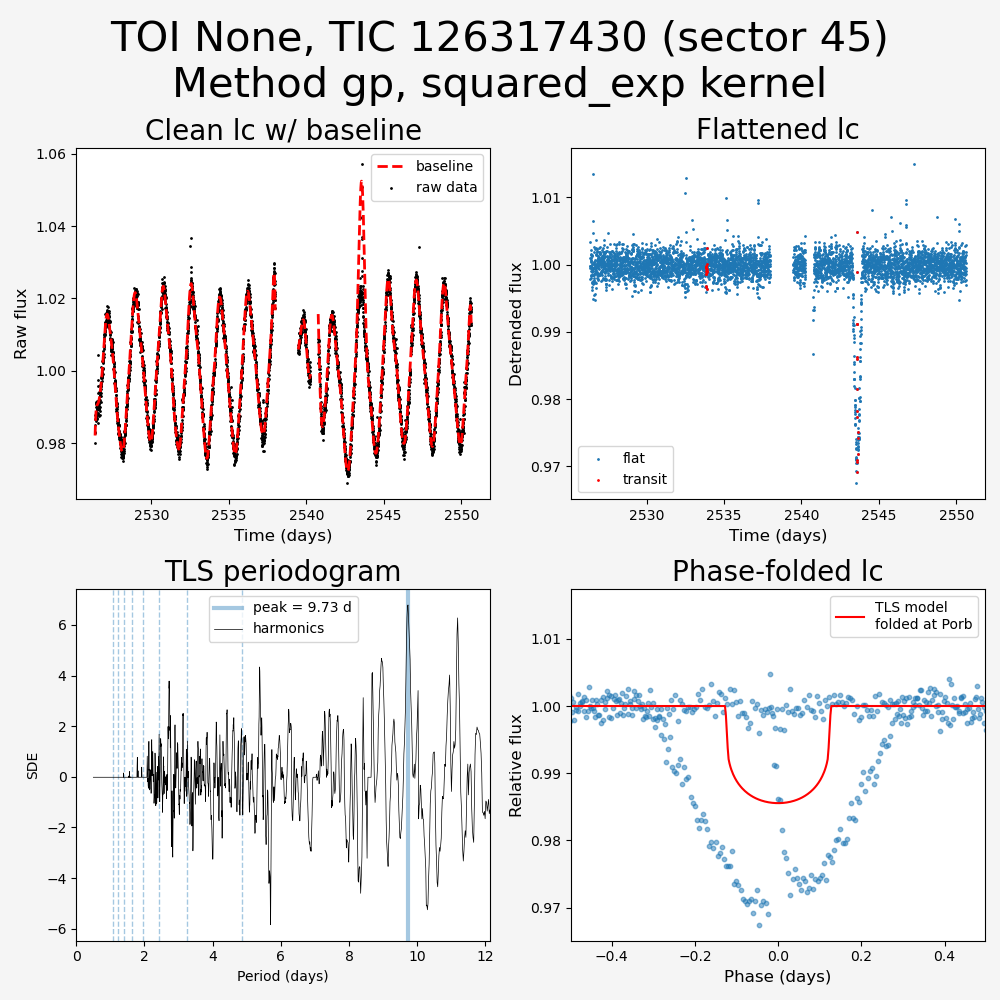 TOI None, TIC 126317430 (sector 45)
Method gp, squared_exp kernel
Clean lc w/ baseline
1.06
1.04
1.02
1.00
0.98
Raw flux
baseline
raw data
2530
2535
2540
2545
2550
Time (days)
Flattened lc
1.01
1.00
0.99
0.98
0.97
Detrended flux
flat
transit
2530
2535
2540
2545
2550
Time (days)
TLS periodogram
6
4
2
0
−2
−4
−6
SDE
peak = 9.73 d
harmonics
0
2
4
6
8
10
12
Period (days)
Phase-folded lc
1.01
1.00
0.99
0.98
0.97
Relative flux
TLS model
folded at Porb
−0.4
−0.2
0.0
0.2
0.4
Phase (days)